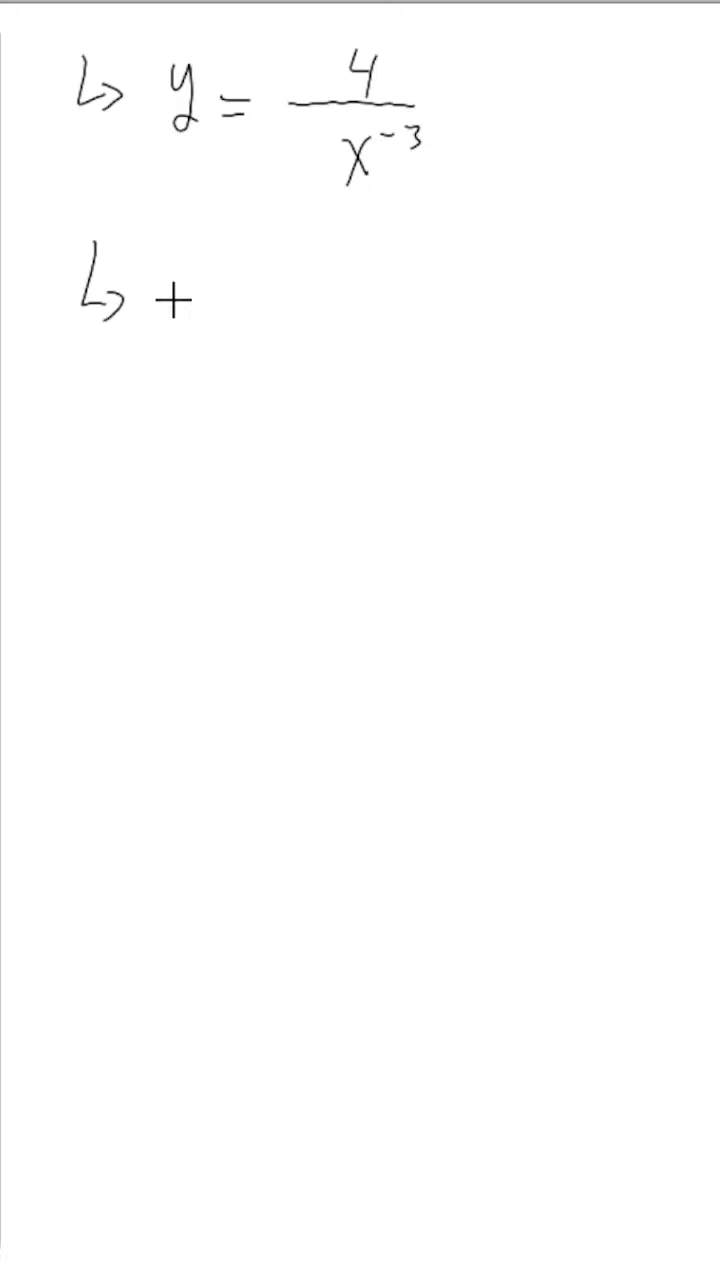 ↳ y = 4 / x⁻³
↳